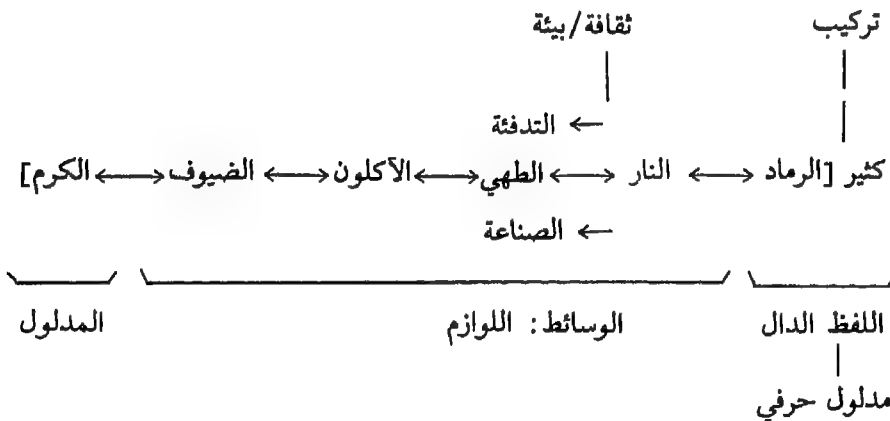 تركيب ثقافة/بيئة
← التدفئة
كثير [الرماد ⟷ النار ⟷ الطهي ⟷ الآكلون ⟷ الضيوف ⟷ الكرم]
← الصناعة
اللفظ الدال الوسائط: اللوازم المدلول
مدلول حرفي